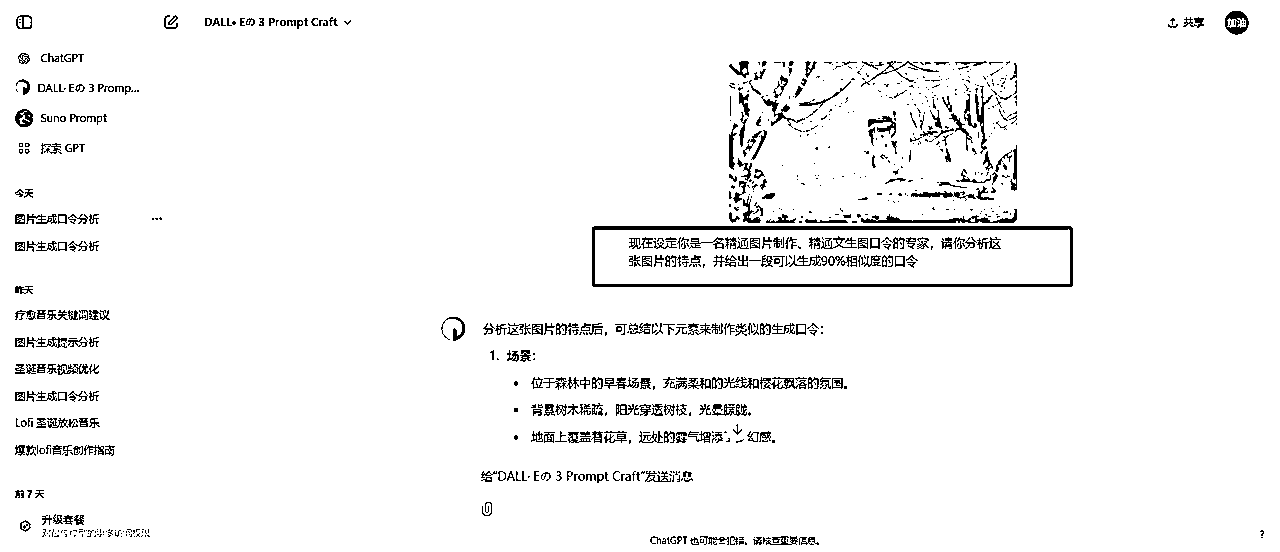 DALL·Eの 3 Prompt Craft
共享
加油
ChatGPT
DALL·Eの 3 Promp...
Suno Prompt
探索 GPT
今天
图片生成口令分析
图片生成口令分析
昨天
疗愈音乐关键词建议
图片生成提示分析
圣诞音乐视频优化
图片生成口令分析
Lofi 圣诞放松音乐
爆款lofi音乐创作指南
前 7 天
升级套餐
现在设定你是一名精通图片制作、精通文生图口令的专家，请你分析这
张图片的特点，并给出一段可以生成90%相似度的口令
分析这张图片的特点后，可总结以下元素来制作类似的生成口令：
1. 场景：
• 位于森林中的早春场景，充满柔和的光线和樱花飘落的氛围。
• 背景树木稀疏，阳光穿透树枝，光晕朦胧。
• 地面上覆盖着花草，远处的雾气增添 幻感。
给“DALL·Eの 3 Prompt Craft”发送消息
ChatGPT 也可能会犯错。请核查重要信息。
?